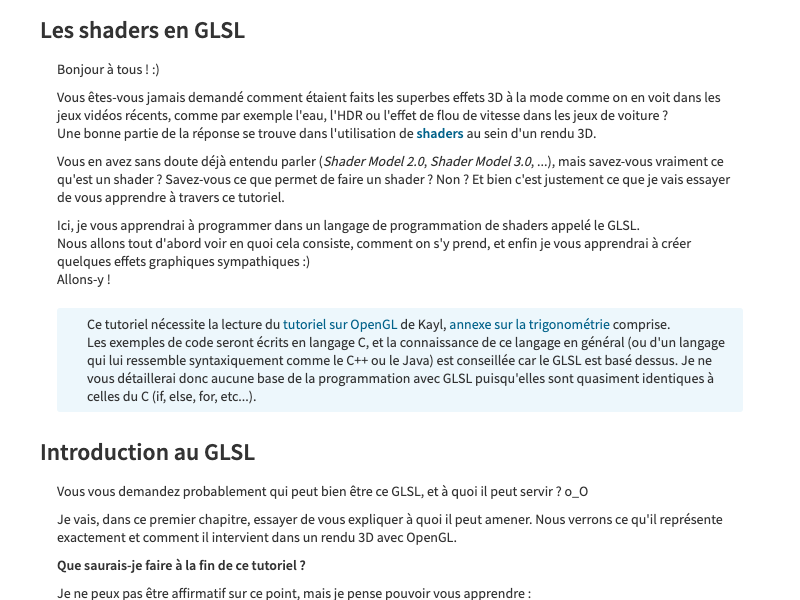 Les shaders en GLSL
Bonjour à tous ! :)
Vous êtes-vous jamais demandé comment étaient faits les superbes effets 3D à la mode comme on en voit dans les
jeux vidéos récents, comme par exemple l'eau, l'HDR ou l'effet de flou de vitesse dans les jeux de voiture ?
Une bonne partie de la réponse se trouve dans l'utilisation de shaders au sein d'un rendu 3D.
Vous en avez sans doute déjà entendu parler (Shader Model 2.0, Shader Model 3.0, ...), mais savez-vous vraiment ce
qu'est un shader ? Savez-vous ce que permet de faire un shader ? Non ? Et bien c'est justement ce que je vais essayer
de vous apprendre à travers ce tutoriel.
Ici, je vous apprendrai à programmer dans un langage de programmation de shaders appelé le GLSL.
Nous allons tout d'abord voir en quoi cela consiste, comment on s'y prend, et enfin je vous apprendrai à créer
quelques effets graphiques sympathiques :)
Allons-y !
Ce tutoriel nécessite la lecture du tutoriel sur OpenGL de Kayl, annexe sur la trigonométrie comprise.
Les exemples de code seront écrits en langage C, et la connaissance de ce langage en général (ou d'un langage
qui lui ressemble syntaxiquement comme le C++ ou le Java) est conseillée car le GLSL est basé dessus. Je ne
vous détaillerai donc aucune base de la programmation avec GLSL puisqu'elles sont quasiment identiques à
celles du C (if, else, for, etc...).
Introduction au GLSL
Vous vous demandez probablement qui peut bien être ce GLSL, et à quoi il peut servir ? o_O
Je vais, dans ce premier chapitre, essayer de vous expliquer à quoi il peut amener. Nous verrons ce qu'il représente
exactement et comment il intervient dans un rendu 3D avec OpenGL.
Que saurais-je faire à la fin de ce tutoriel ?
Je ne peux pas être affirmatif sur ce point, mais je pense pouvoir vous apprendre :